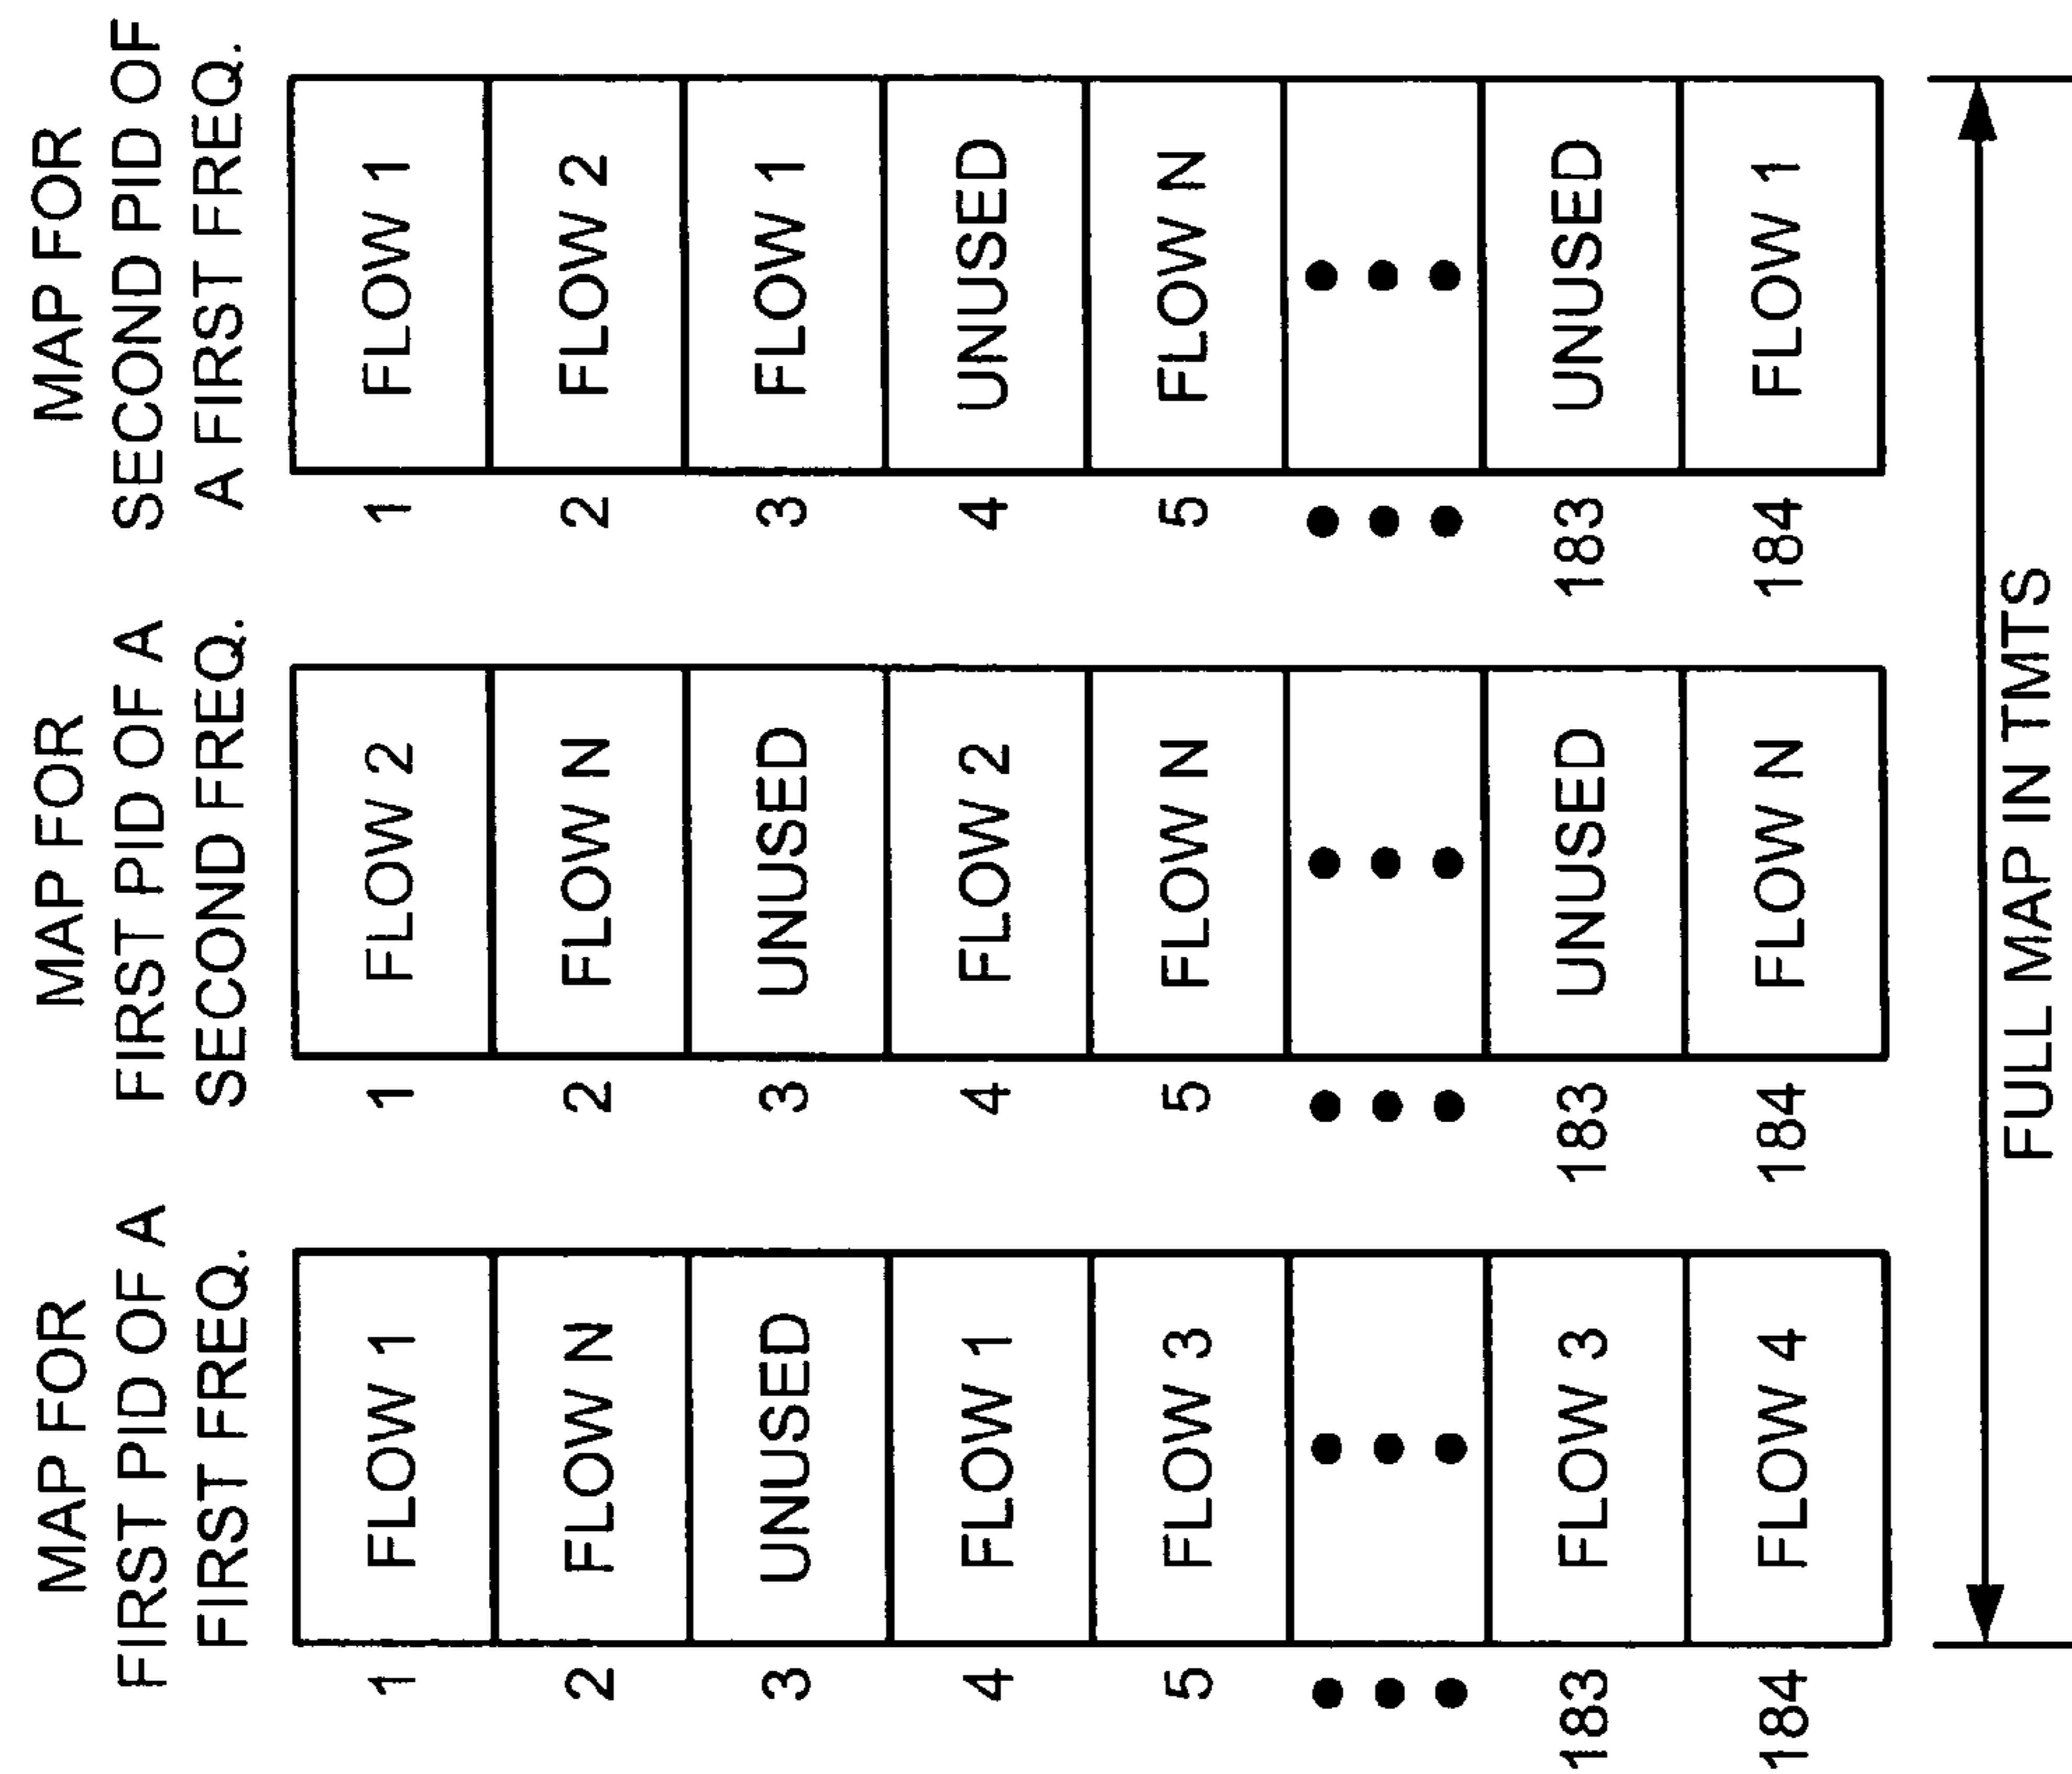 MAP FOR
FIRST PID OF A
FIRST FREQ.
1 FLOW 1
2 FLOW N
3 UNUSED
4 FLOW 1
5 FLOW 3
183 FLOW 3
184 FLOW 4
MAP FOR
FIRST PID OF A
SECOND FREQ.
1 FLOW 2
2 FLOW N
3 UNUSED
4 FLOW 2
5 FLOW N
183 UNUSED
184 FLOW N
MAP FOR
SECOND PID OF
A FIRST FREQ.
1 FLOW 1
2 FLOW 2
3 FLOW 1
4 UNUSED
5 FLOW N
183 UNUSED
184 FLOW 1
FULL MAP IN TMTS